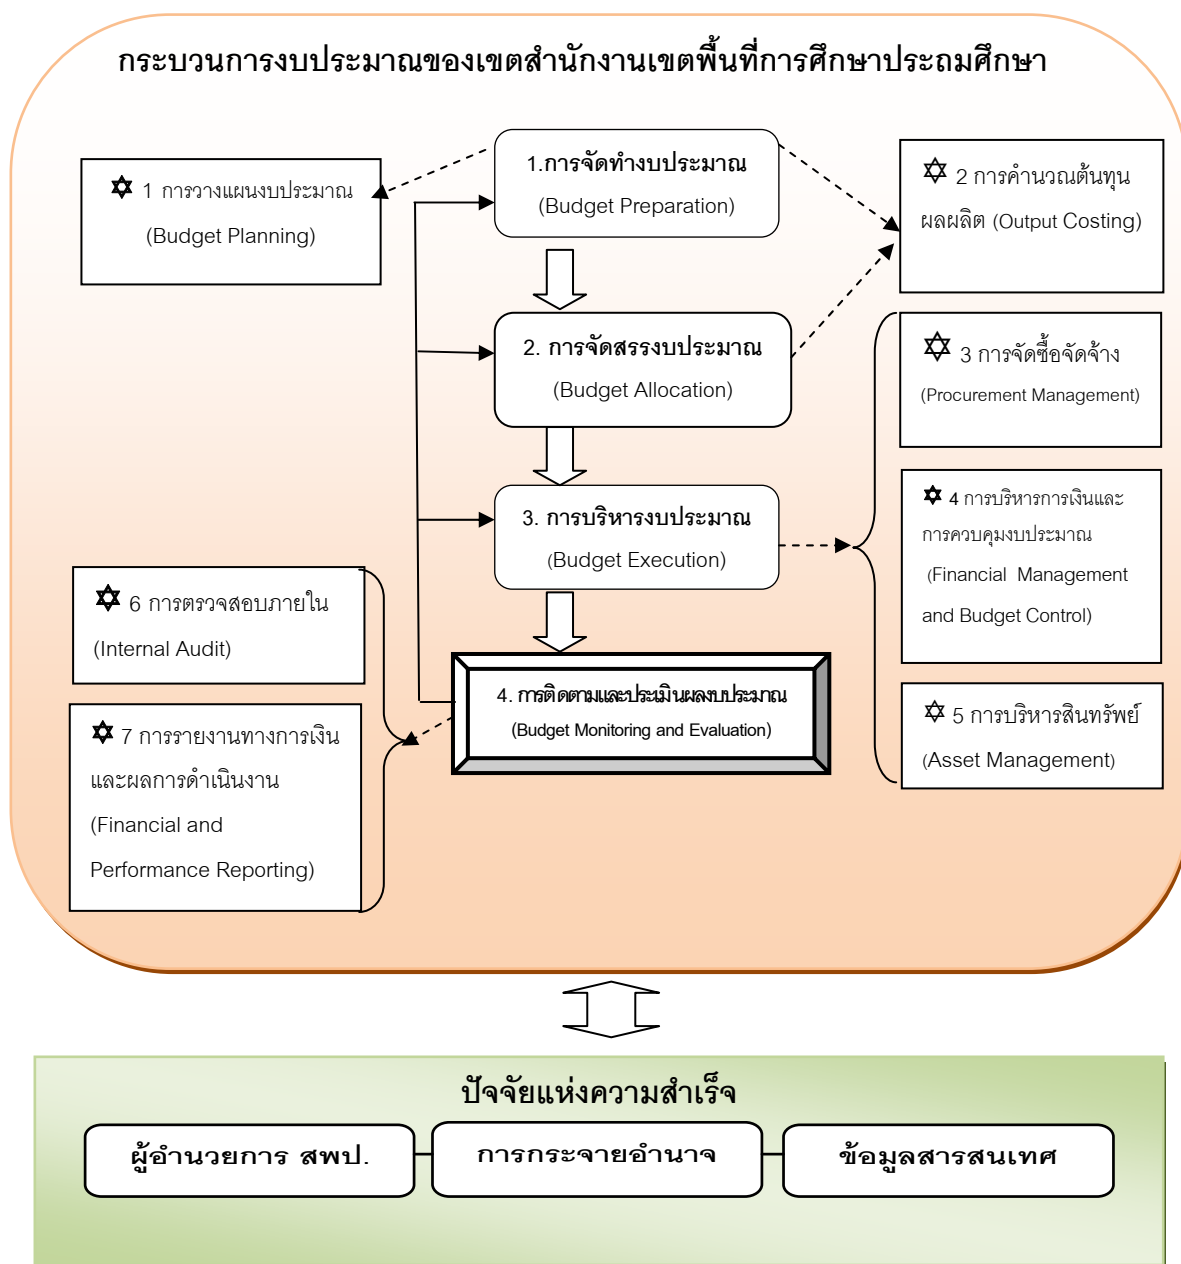 กระบวนการงบประมาณของเขตสำนักงานเขตพื้นที่การศึกษาประถมศึกษา
1.การจัดทำงบประมาณ
(Budget Preparation)
1 การวางแผนงบประมาณ
(Budget Planning)
2 การคำนวณต้นทุน
ผลผลิต (Output Costing)
2. การจัดสรรงบประมาณ
(Budget Allocation)
3 การจัดซื้อจัดจ้าง
(Procurement Management)
3. การบริหารงบประมาณ
(Budget Execution)
4 การบริหารการเงินและ
การควบคุมงบประมาณ
(Financial Management
and Budget Control)
6 การตรวจสอบภายใน
(Internal Audit)
4. การติดตามและประเมินผลงบประมาณ
(Budget Monitoring and Evaluation)
5 การบริหารสินทรัพย์
(Asset Management)
7 การรายงานทางการเงิน
และผลการดำเนินงาน
(Financial and
Performance Reporting)
ปัจจัยแห่งความสำเร็จ
ผู้อำนวยการ สพป.
การกระจายอำนาจ
ข้อมูลสารสนเทศ